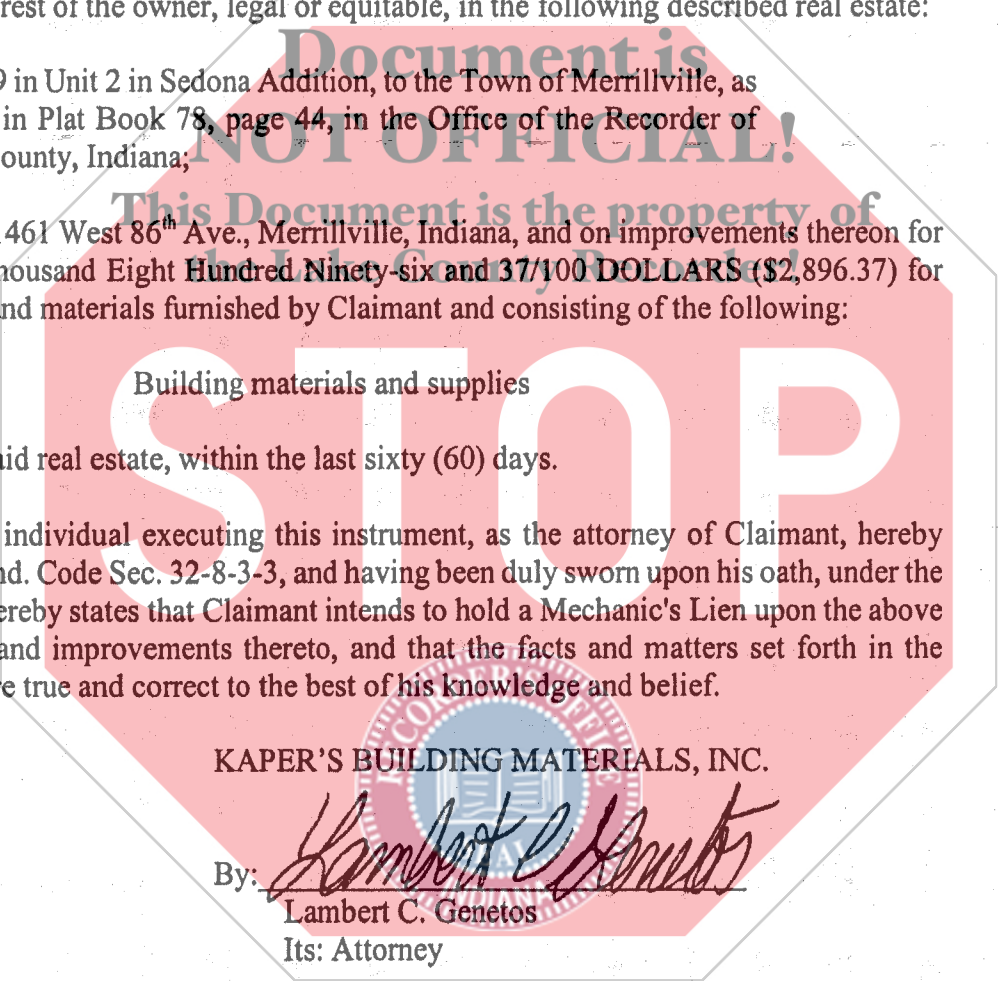 rest of the owner, legal or equitable, in the following described real estate:
Document is
9 in Unit 2 in Sedona Addition, to the Town of Merrillville, as
in Plat Book 78, page 44, in the Office of the Recorder of
NOT OFFICIAL!
ounty, Indiana;
This Document is the property of
461 West 86th Ave., Merrillville, Indiana, and on improvements thereon for
the Lake County Recorder!
housand Eight Hundred Ninety-six and 37/100 DOLLARS ($2,896.37) for
nd materials furnished by Claimant and consisting of the following:
STOP
Building materials and supplies
aid real estate, within the last sixty (60) days.
individual executing this instrument, as the attorney of Claimant, hereby
nd. Code Sec. 32-8-3-3, and having been duly sworn upon his oath, under the
ereby states that Claimant intends to hold a Mechanic's Lien upon the above
and improvements thereto, and that the facts and matters set forth in the
e true and correct to the best of his knowledge and belief.
RECORDER'S OFFICE
KAPER'S BUILDING MATERIALS, INC.
SEAL
By: Lambert C Genetos
INDIANA
Lambert C. Genetos
Its: Attorney